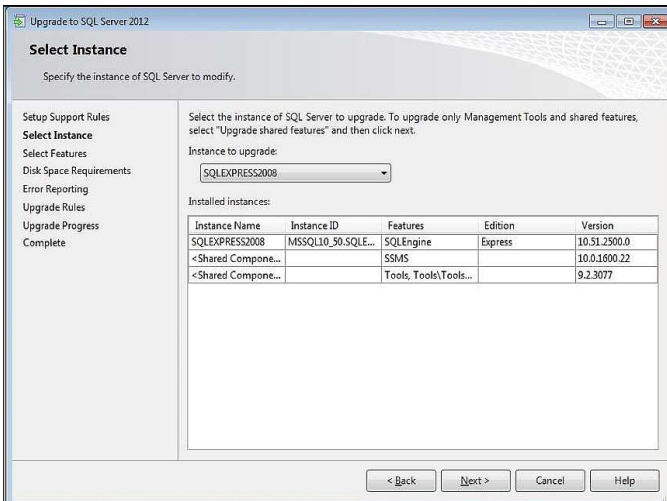 Upgrade to SQL Server 2012
Select Instance
Specify the instance of SQL Server to modify.
Setup Support Rules
Select Instance
Select Features
Disk Space Requirements
Error Reporting
Upgrade Rules
Upgrade Progress
Complete
Select the instance of SQL Server to upgrade. To upgrade only Management Tools and shared features,
select "Upgrade shared features" and then click next.
Instance to upgrade:
SQLEXPRESS2008
Installed instances:
Instance Name Instance ID Features Edition Version
SQLEXPRESS2008 MSSQL10_50.SQLE... SQLEngine Express 10.51.2500.0
<Shared Compone... SSMS 10.0.1600.22
<Shared Compone... Tools, Tools\Tools... 9.2.3077
< Back Next > Cancel Help